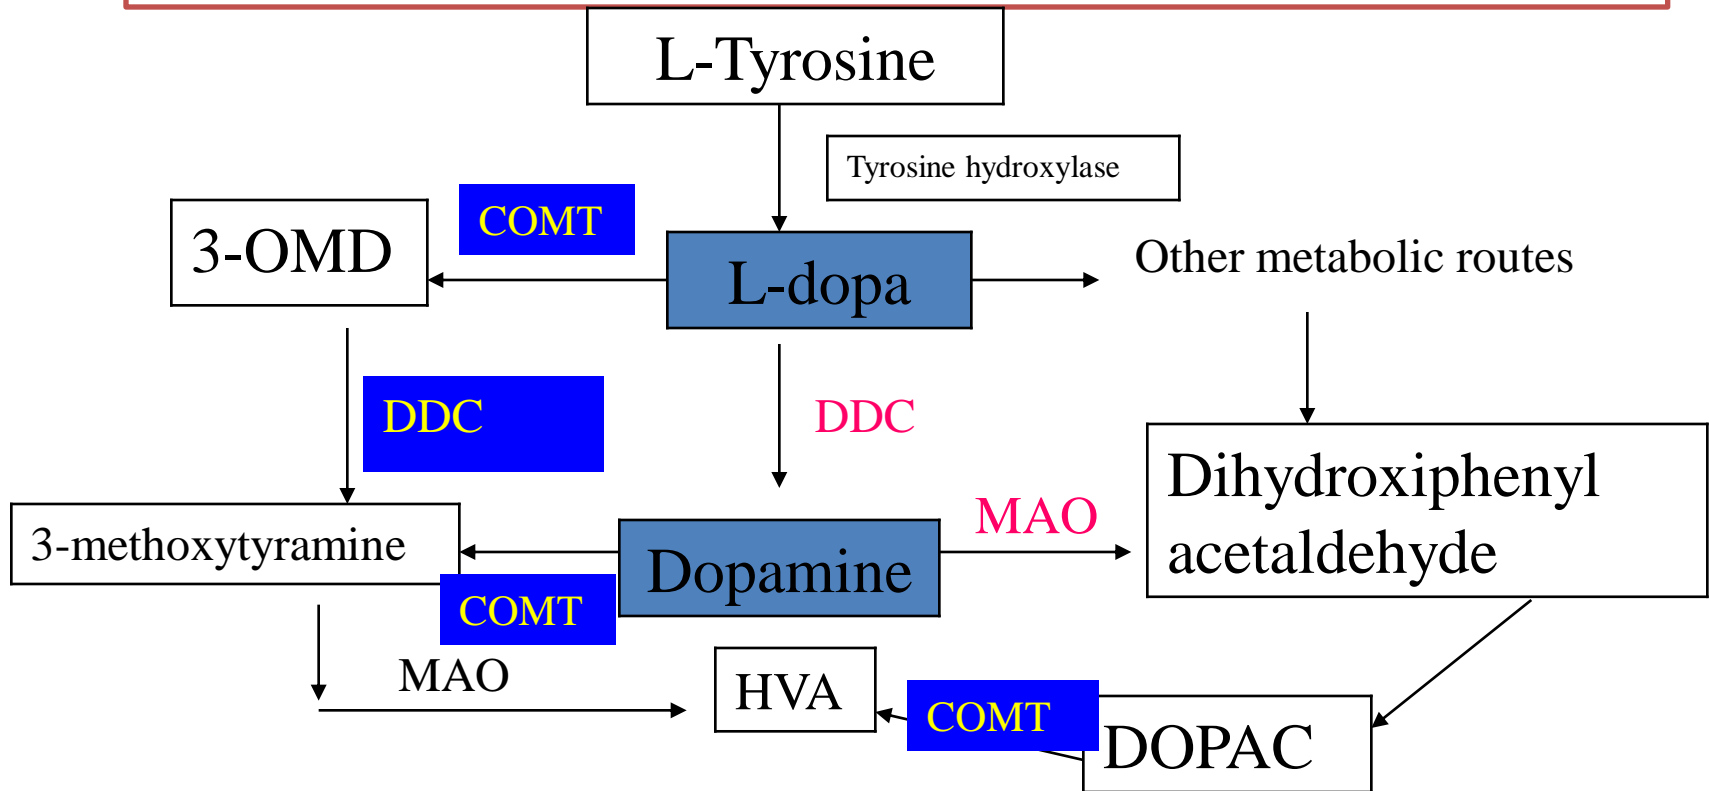 L-Tyrosine
Tyrosine hydroxylase
COMT
3-OMD
L-dopa
Other metabolic routes
DDC
DDC
Dihydroxiphenyl
acetaldehyde
MAO
3-methoxytyramine
Dopamine
COMT
MAO
HVA
COMT
DOPAC